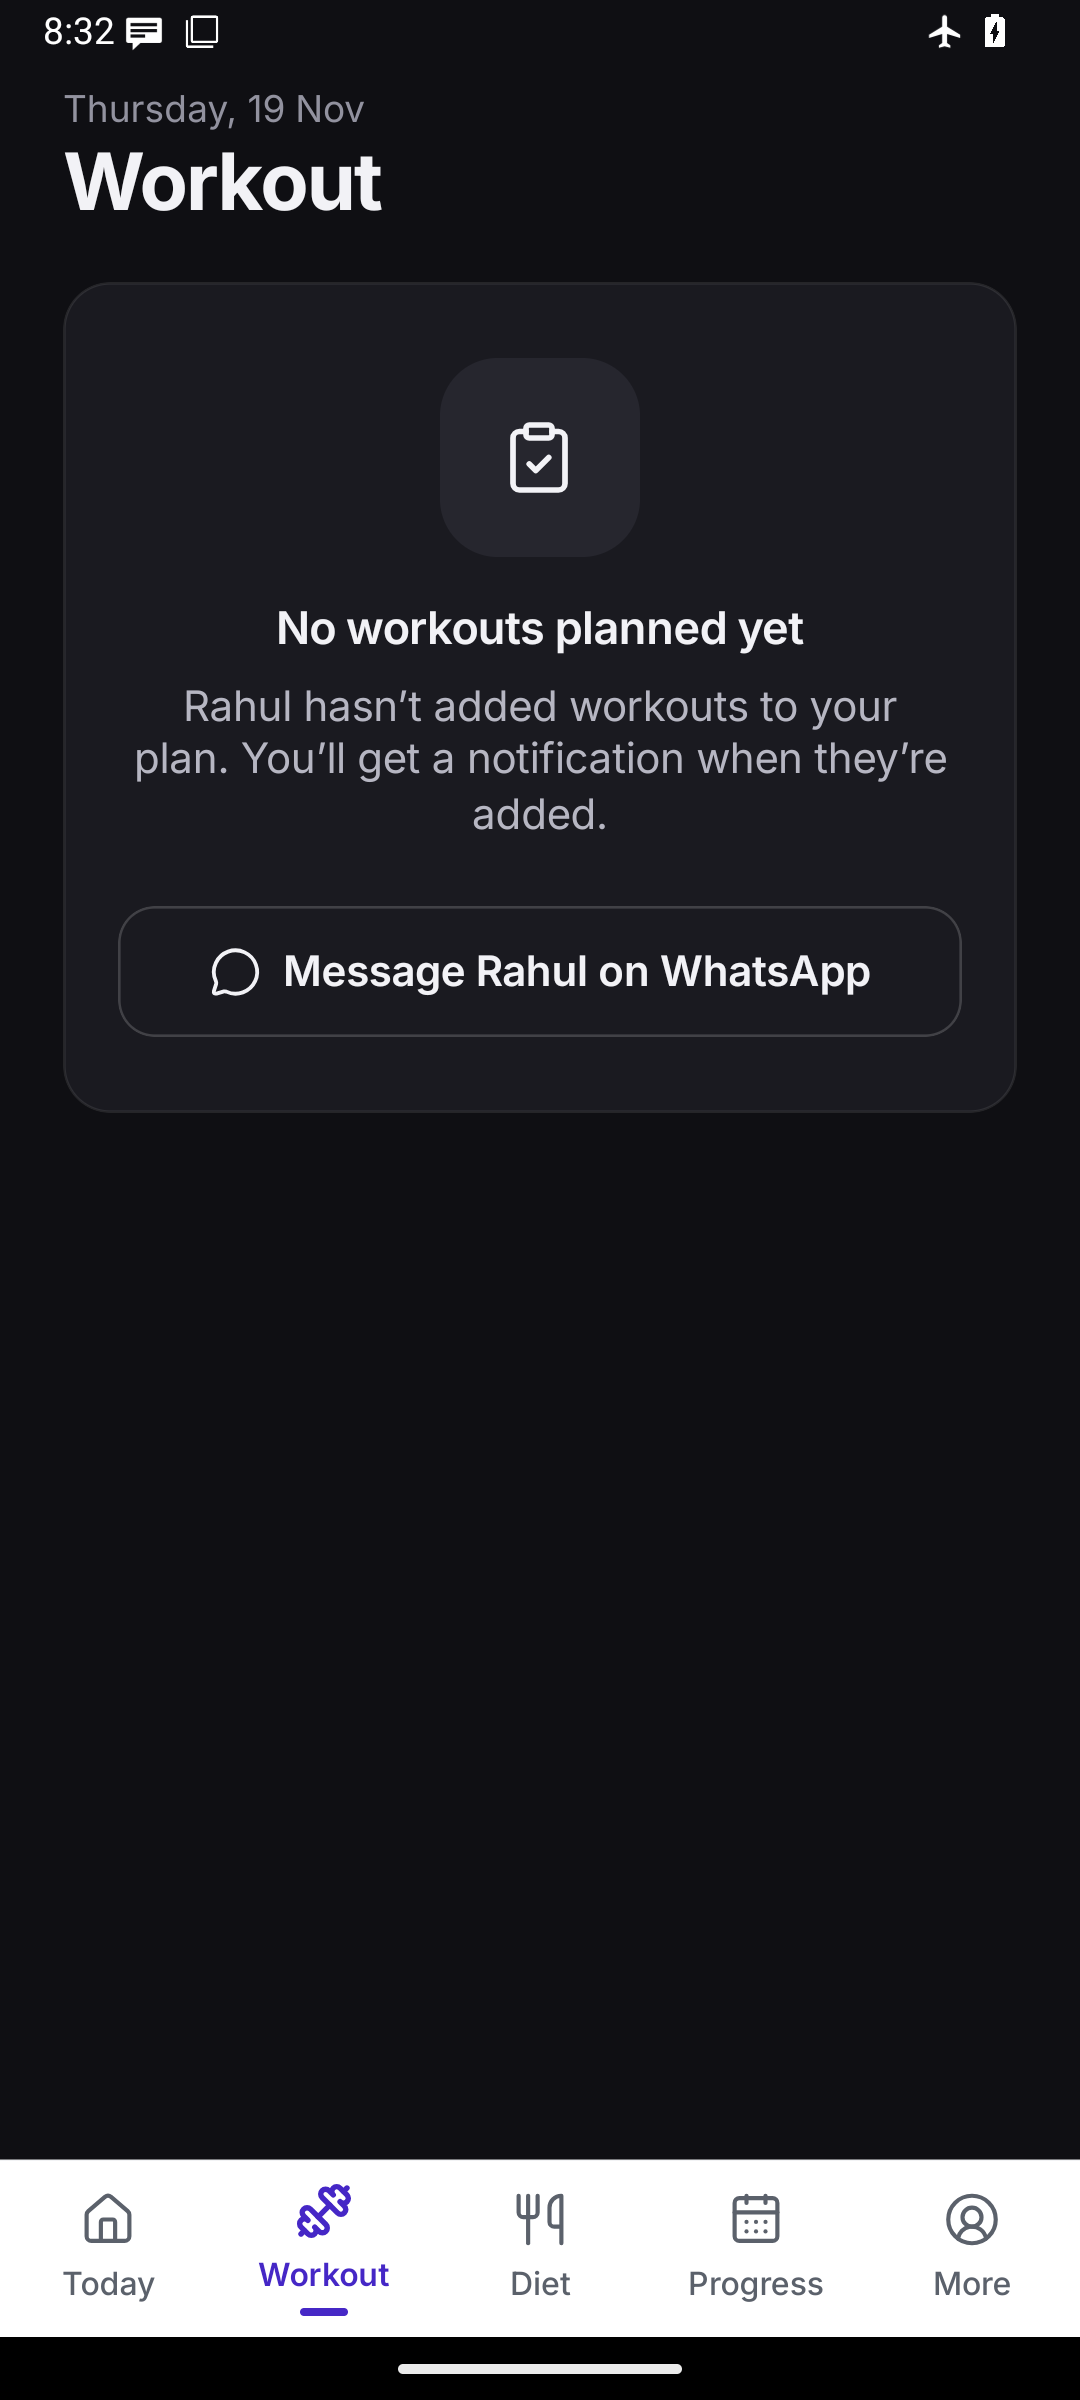 8:32
Thursday, 19 Nov
Workout
No workouts planned yet
Rahul hasn’t added workouts to your
plan. You’ll get a notification when they’re
added.
Message Rahul on WhatsApp
Today
Workout
Diet
Progress
More